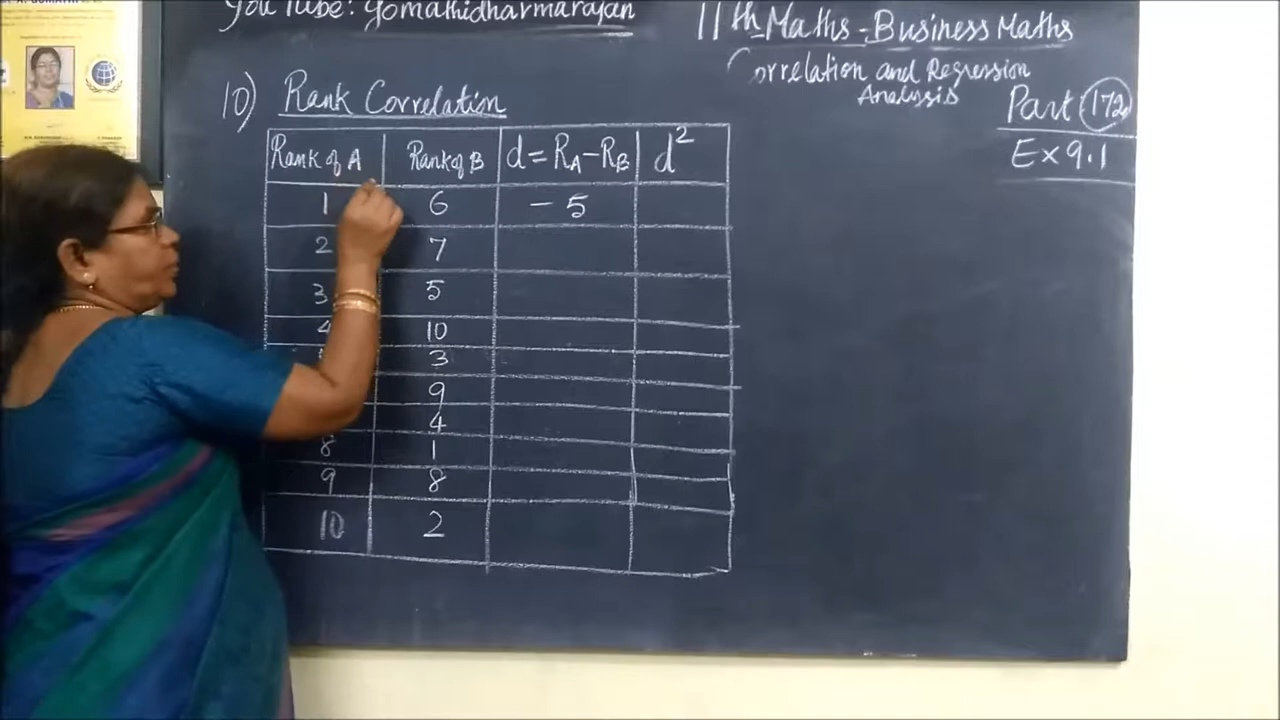 YouTube: gomathidharmarajan
11th Maths - Business Maths
Correlation and Regression
Analysis
Part 172
Ex 9.1
10) Rank Correlation
Rank of A Rank of B d = RA - RB d²
1 6 - 5
2 7
3 5
4 10
3
9
4
8 1
9 8
10 2